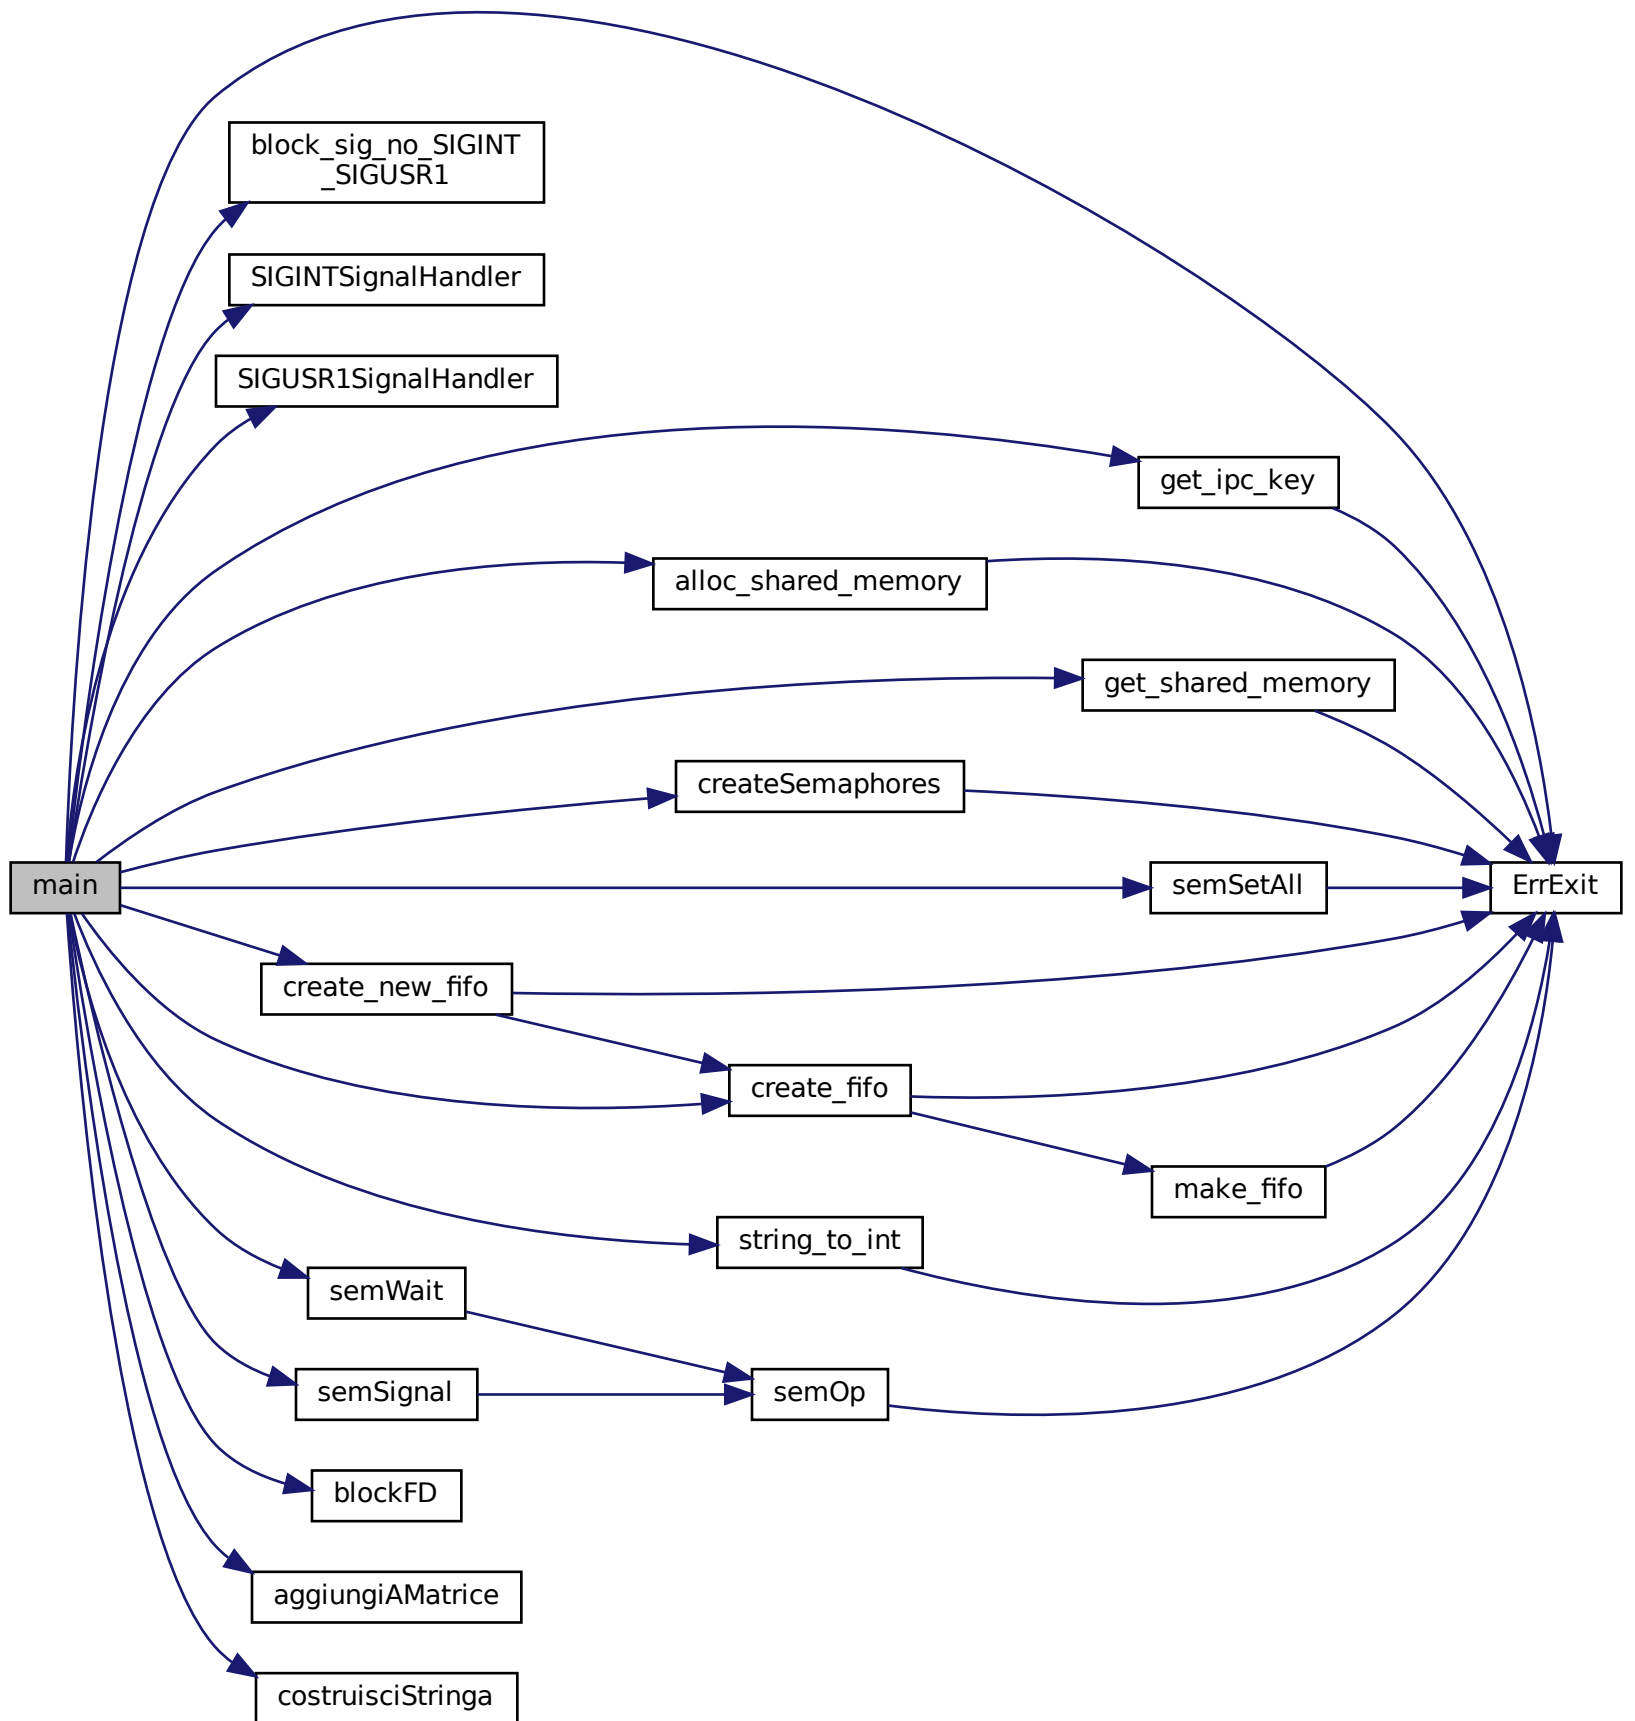 block_sig_no_SIGINT
_SIGUSR1
SIGINTSignalHandler
SIGUSR1SignalHandler
get_ipc_key
alloc_shared_memory
get_shared_memory
createSemaphores
main
semSetAll
ErrExit
create_new_fifo
create_fifo
make_fifo
string_to_int
semWait
semSignal
semOp
blockFD
aggiungiAMatrice
costruisciStringa